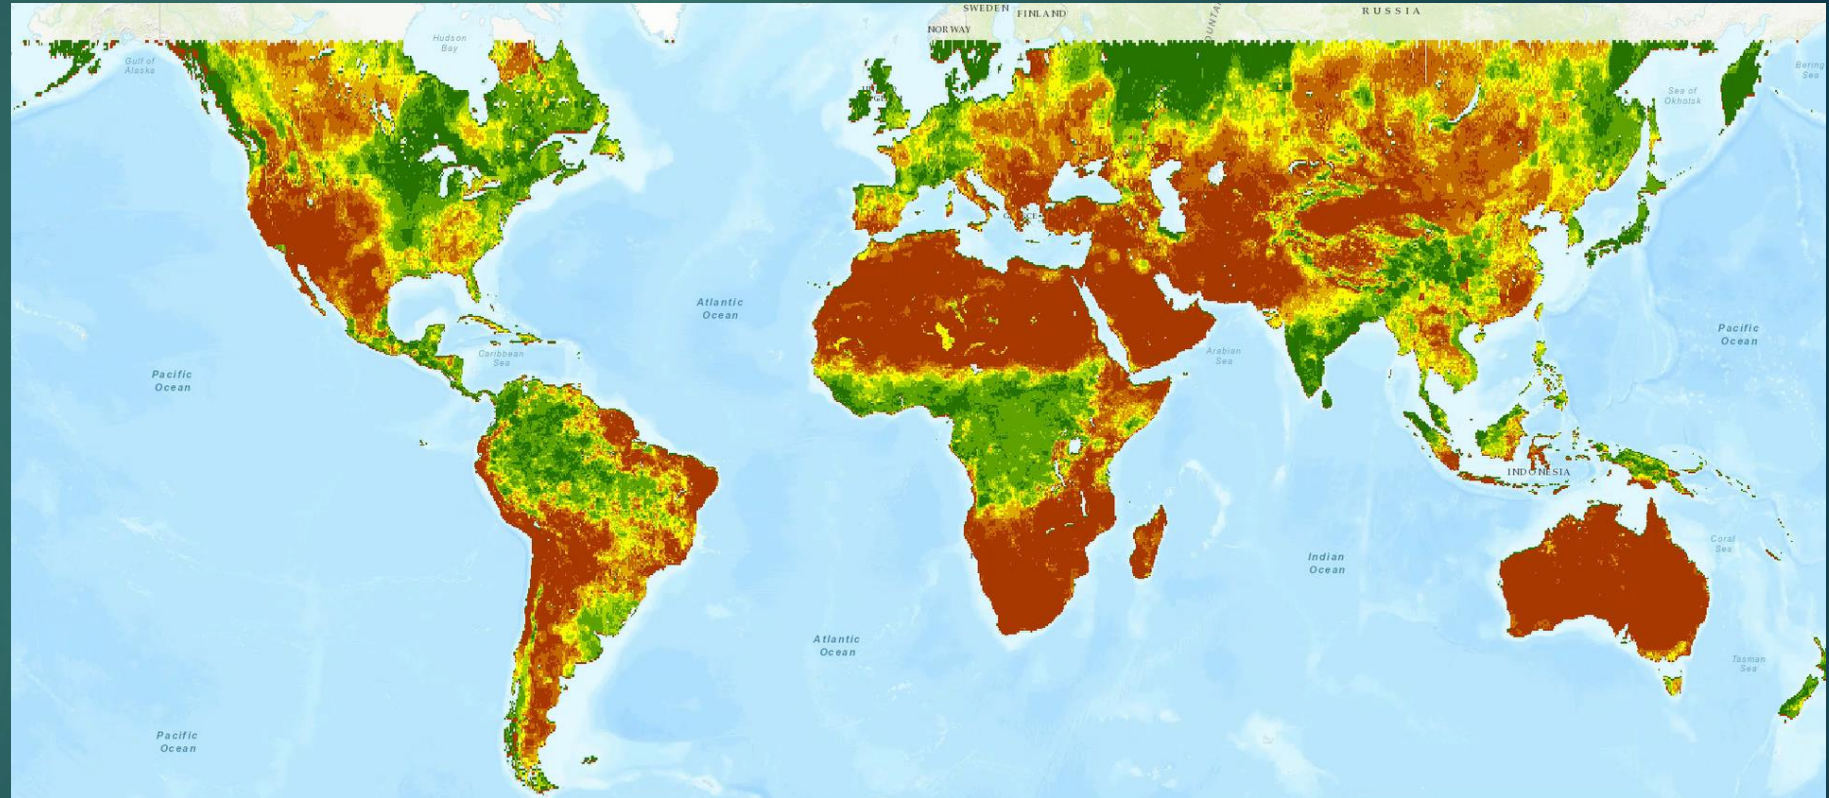 SWEDEN
FINLAND
RUSSIA
NORWAY
Hudson
Bay
Gulf of
Alaska
Bering
Sea
Sea of
Okhotsk
Atlantic
Ocean
Pacific
Ocean
Caribbean
Sea
Arabian
Sea
Pacific
Ocean
INDONESIA
Indian
Ocean
Coral
Sea
Atlantic
Ocean
Tasman
Sea
Pacific
Ocean